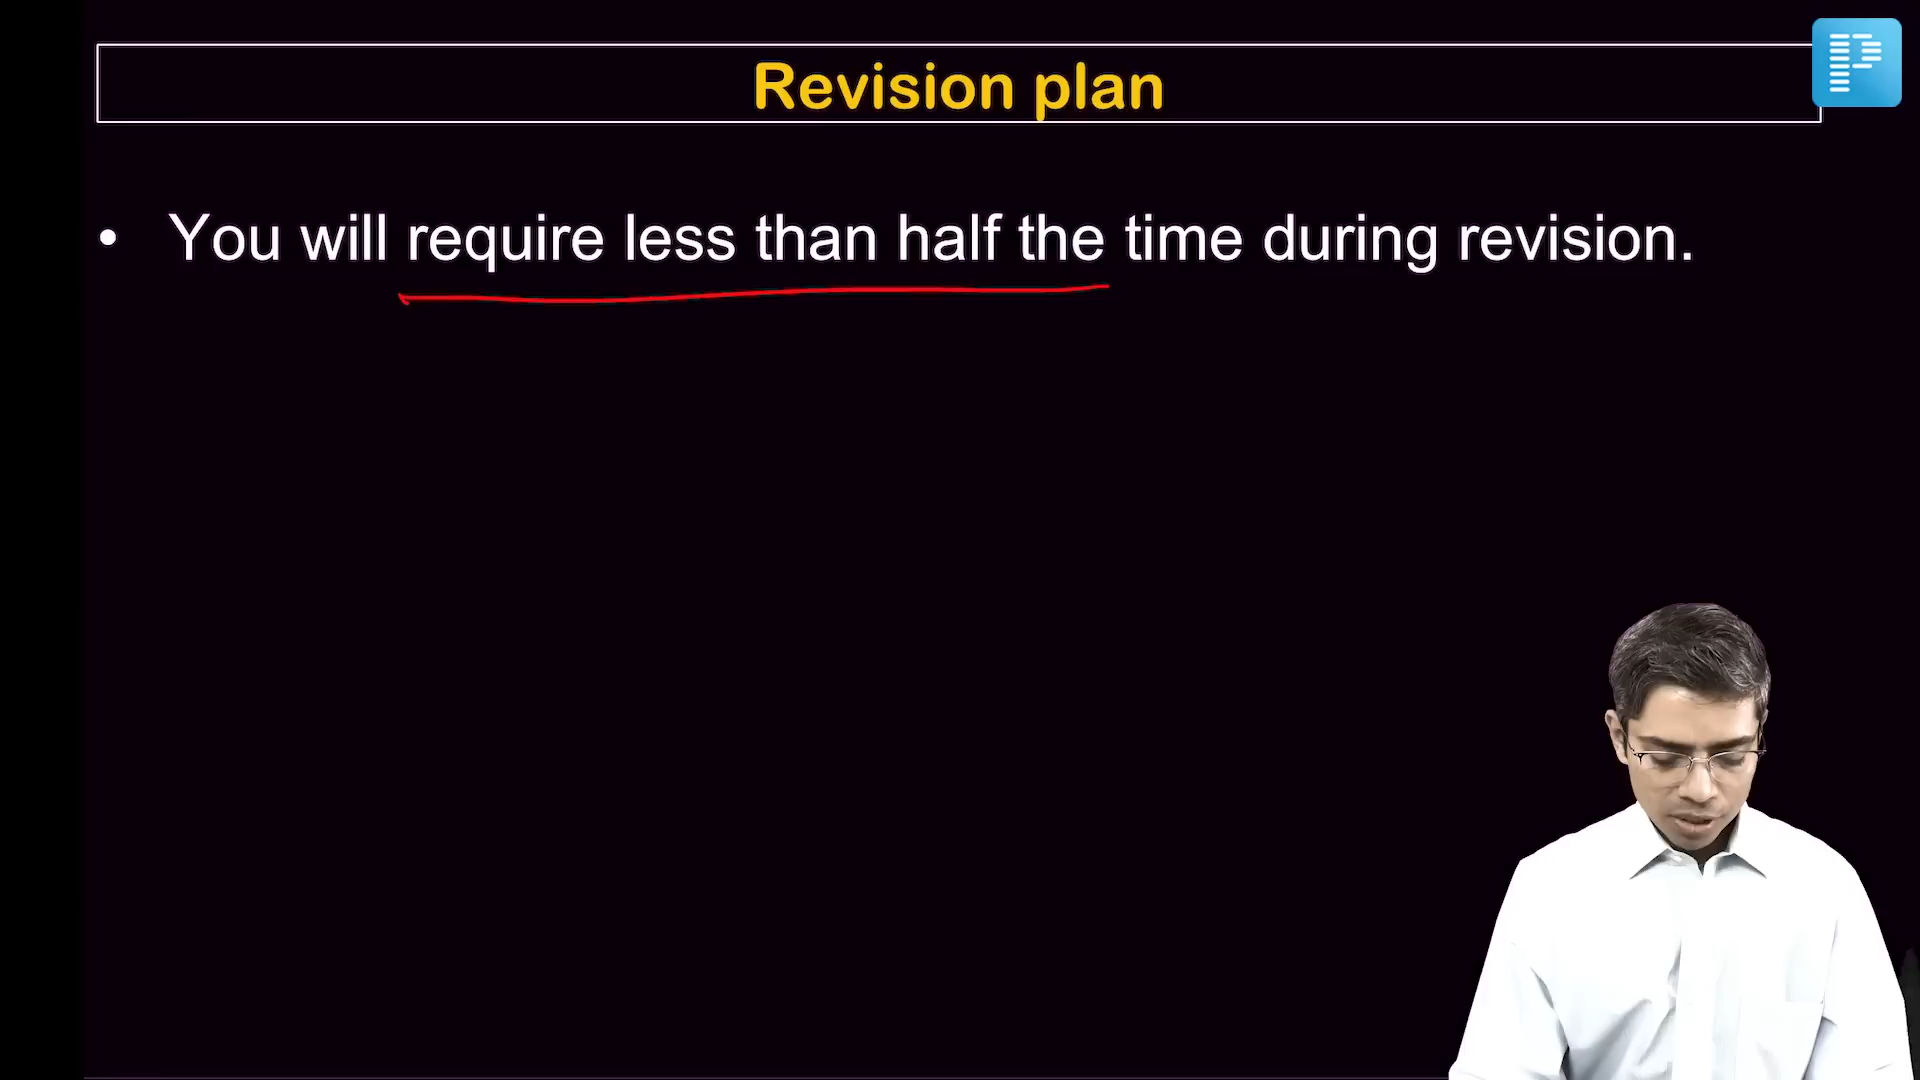 Revision plan
• You will require less than half the time during revision.